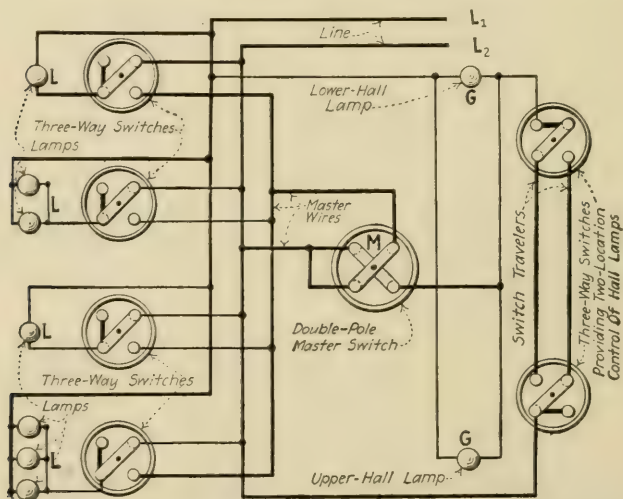 L₁
Line
L₂
L
Lower-Hall
Lamp
G
Three-Way Switches
Lamps
L
Master
Wires
M
Double-Pole
Master Switch
Switch Travelers
Three-Way Switches
Providing Two-Location
Control Of Hall Lamps
L
Three-Way Switches
Lamps
L
G
Upper-Hall Lamp